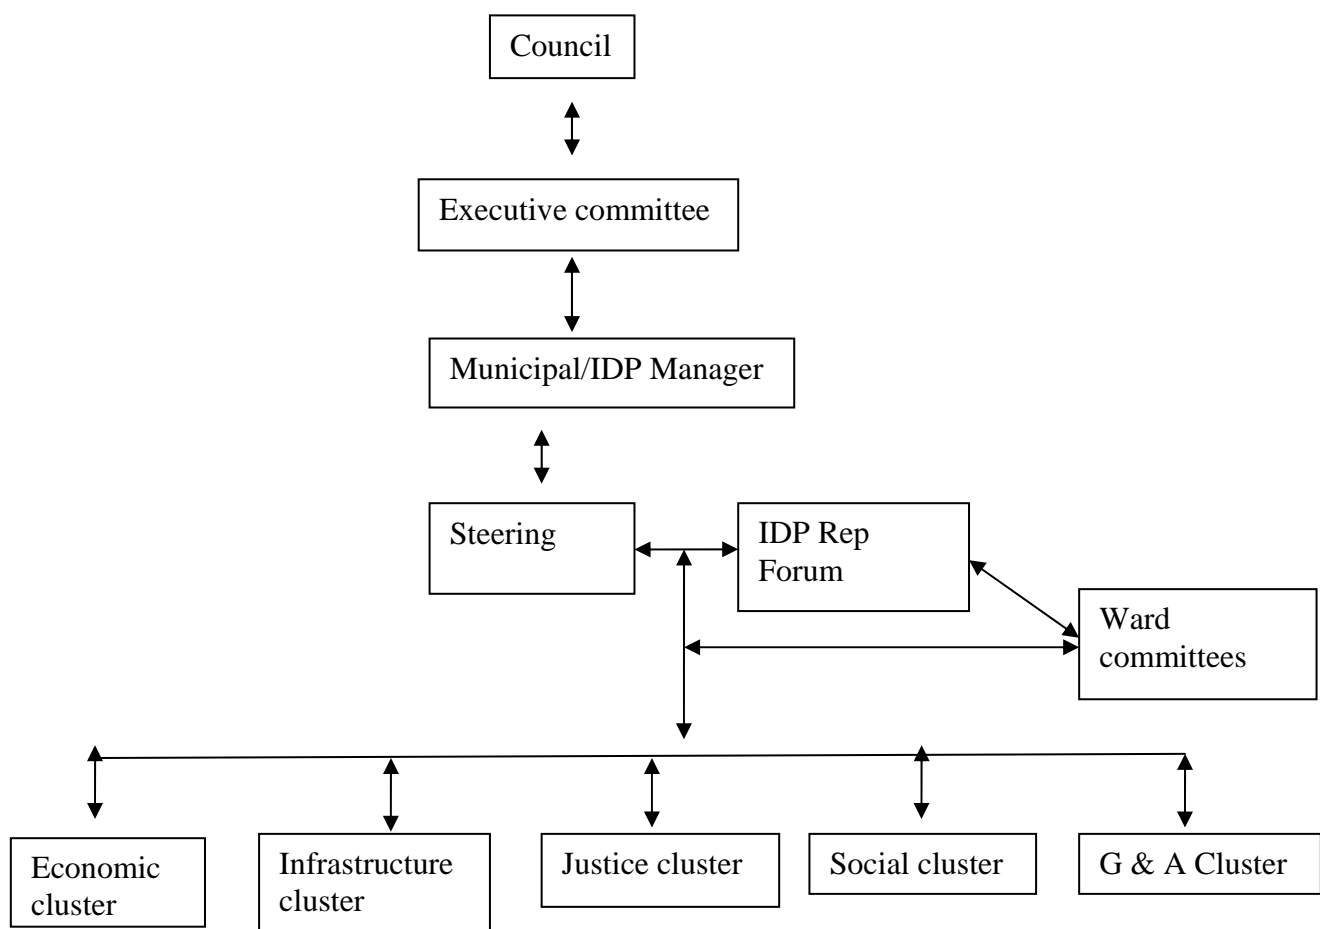 Council
Executive committee
Municipal/IDP Manager
Steering
IDP Rep
Forum
Ward
committees
Economic
cluster
Infrastructure
cluster
Justice cluster
Social cluster
G & A Cluster